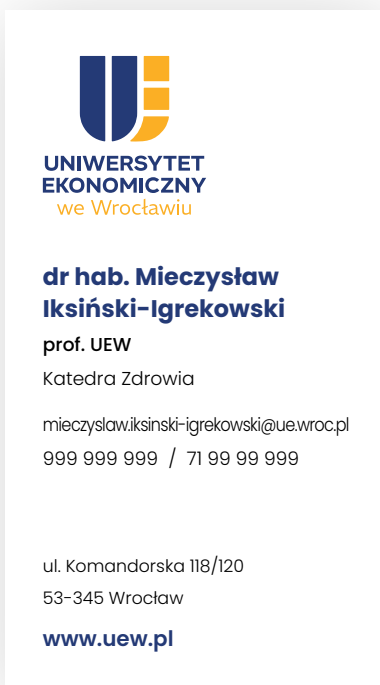 UNIWERSYTET
EKONOMICZNY
we Wrocławiu
dr hab. Mieczysław
Iksiński-Igrekowski
prof. UEW
Katedra Zdrowia
mieczyslaw.iksinski-igrekowski@ue.wroc.pl
999 999 999 / 71 99 99 999
ul. Komandorska 118/120
53-345 Wrocław
www.uew.pl